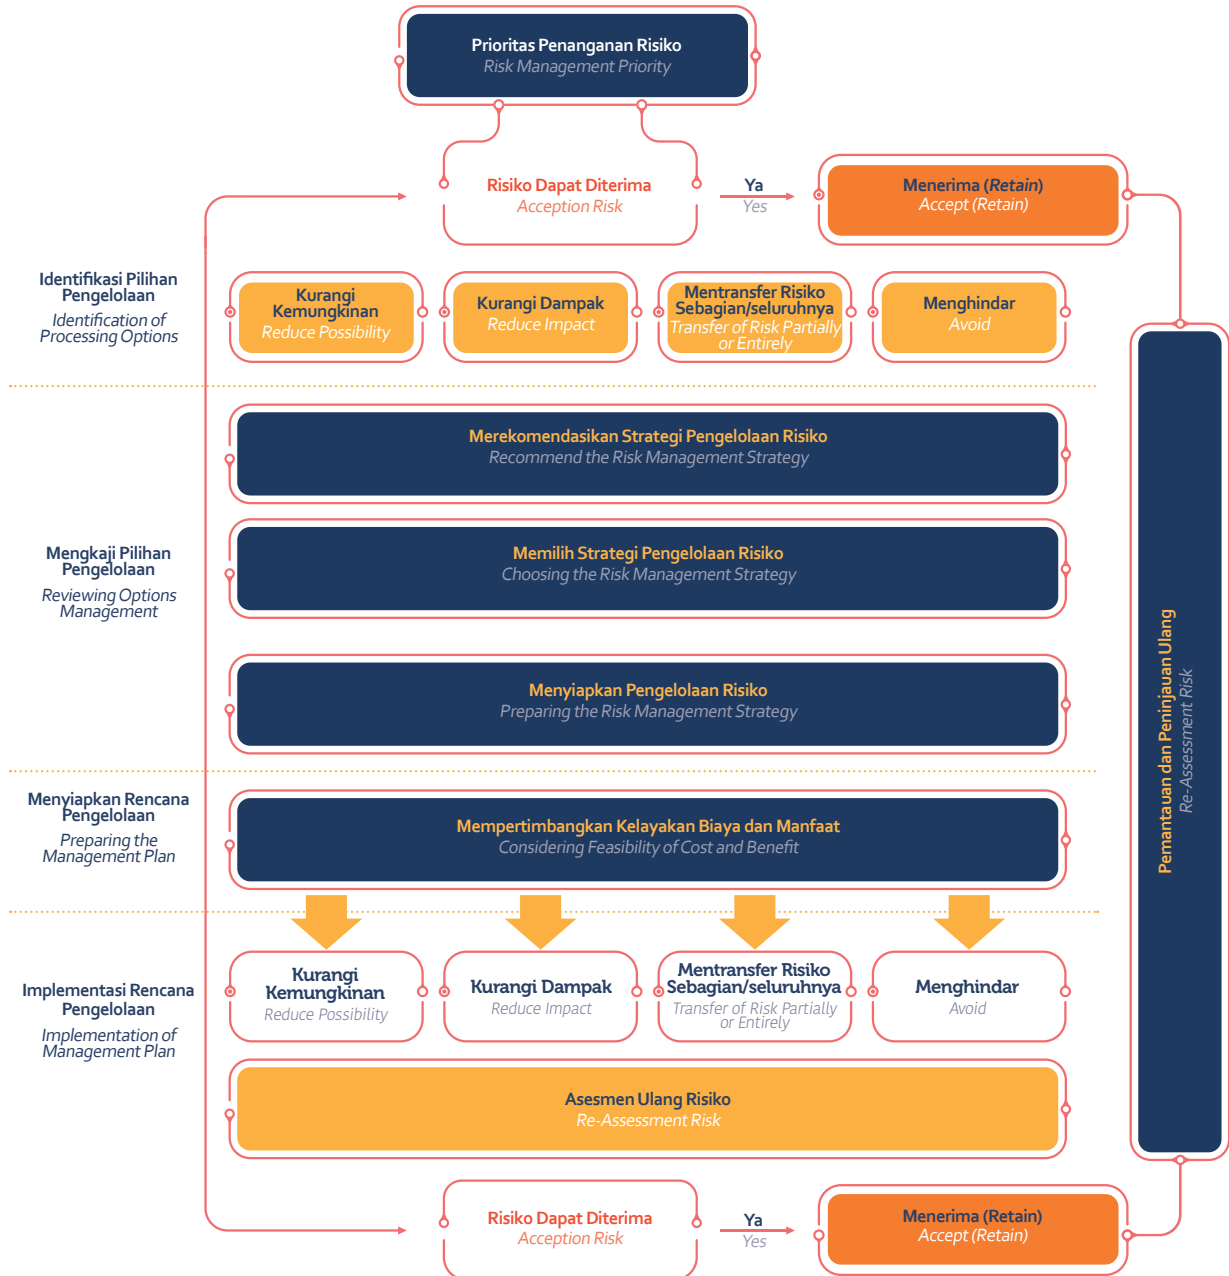 Prioritas Penanganan Risiko
Risk Management Priority
Risiko Dapat Diterima
Acception Risk
Ya
Yes
Menerima (Retain)
Accept (Retain)
Identifikasi Pilihan
Pengelolaan
Identification of
Processing Options
Kurangi
Kemungkinan
Reduce Possibility
Kurangi Dampak
Reduce Impact
Mentransfer Risiko
Sebagian/seluruhnya
Transfer of Risk Partially
or Entirely
Menghindar
Avoid
Merekomendasikan Strategi Pengelolaan Risiko
Recommend the Risk Management Strategy
Mengkaji Pilihan
Pengelolaan
Reviewing Options
Management
Memilih Strategi Pengelolaan Risiko
Choosing the Risk Management Strategy
Menyiapkan Pengelolaan Risiko
Preparing the Risk Management Strategy
Menyiapkan Rencana
Pengelolaan
Preparing the
Management Plan
Mempertimbangkan Kelayakan Biaya dan Manfaat
Considering Feasibility of Cost and Benefit
Implementasi Rencana
Pengelolaan
Implementation of
Management Plan
Kurangi
Kemungkinan
Reduce Possibility
Kurangi Dampak
Reduce Impact
Mentransfer Risiko
Sebagian/seluruhnya
Transfer of Risk Partially
or Entirely
Menghindar
Avoid
Asesmen Ulang Risiko
Re-Assessment Risk
Risiko Dapat Diterima
Acception Risk
Ya
Yes
Menerima (Retain)
Accept (Retain)
Pemantauan dan Peninjauan Ulang
Re-Assessment Risk